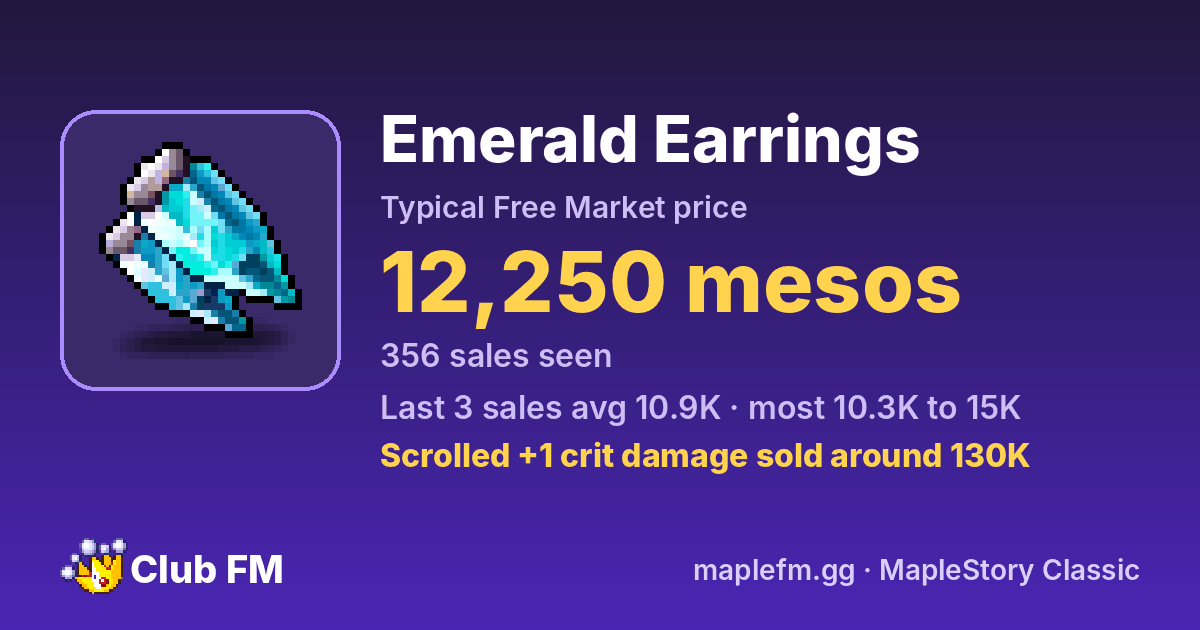 Emerald Earrings
Typical Free Market price
12,250 mesos
356 sales seen
Last 3 sales avg 10.9K · most 10.3K to 15K
Scrolled +1 crit damage sold around 130K
Club FM
maplefm.gg · MapleStory Classic